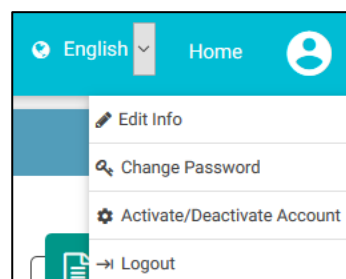 English Home
Edit Info
Change Password
Activate/Deactivate Account
Logout